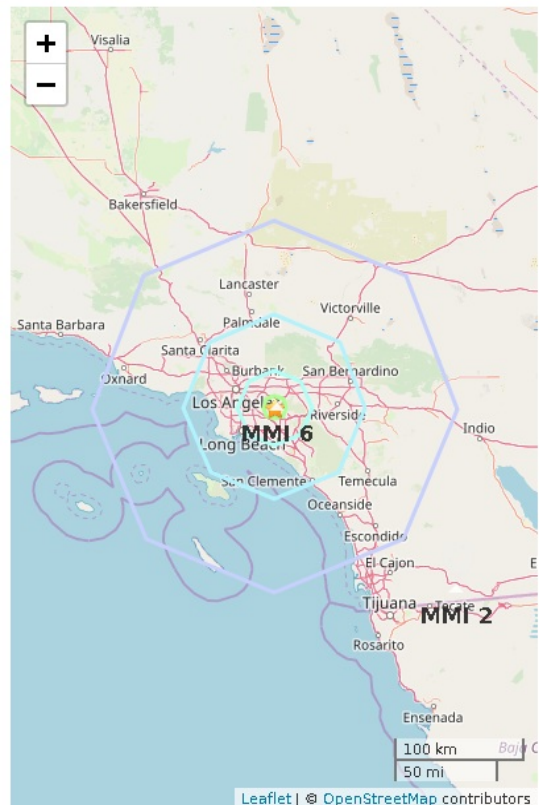 +
Visalia
−
Bakersfield
Lancaster
Victorville
Palmdale
Santa Barbara
Santa Clarita
Burbank
San Bernardino
Oxnard
Los Angeles
Riverside
MMI 6
Long Beach
Indio
San Clemente
Temecula
Oceanside
Escondido
El Cajon
E
Tijuana
Tecate
MMI 2
Rosarito
Ensenada
100 km
Baja C
50 mi
Leaflet | © OpenStreetMap contributors